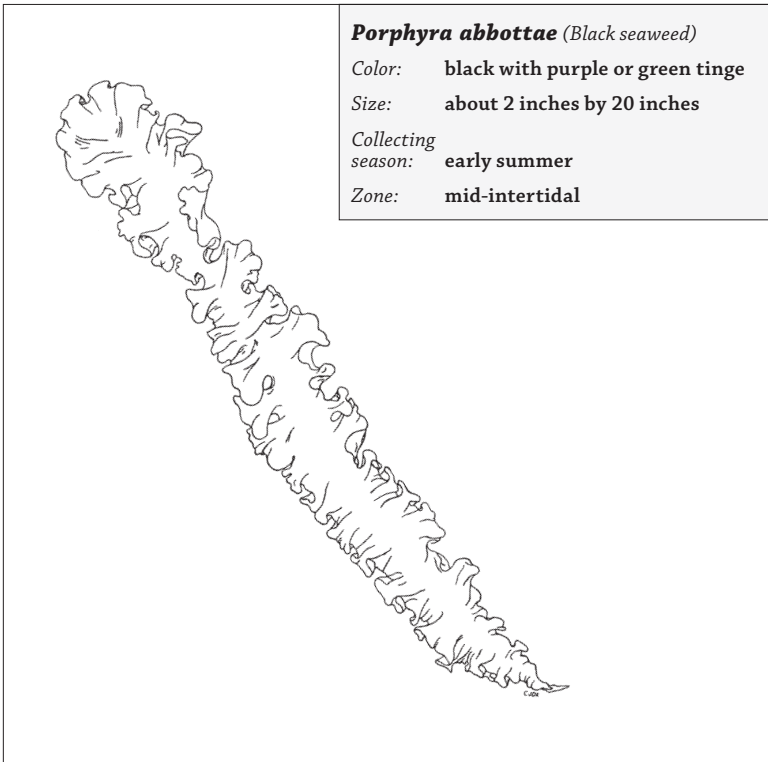 Porphyra abbottae (Black seaweed)
Color: black with purple or green tinge
Size: about 2 inches by 20 inches
Collecting
season: early summer
Zone: mid-intertidal